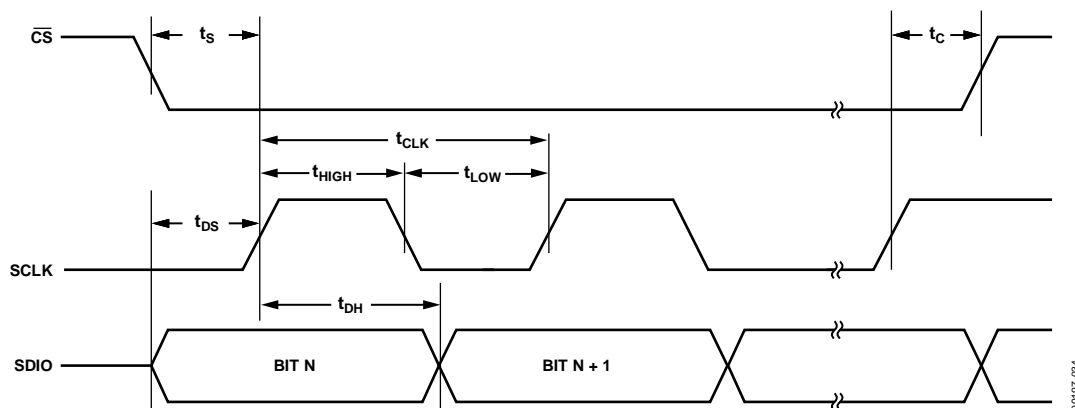 CS
tS
tC
tCLK
tHIGH
tLOW
tDS
SCLK
tDH
SDIO
BIT N
BIT N + 1